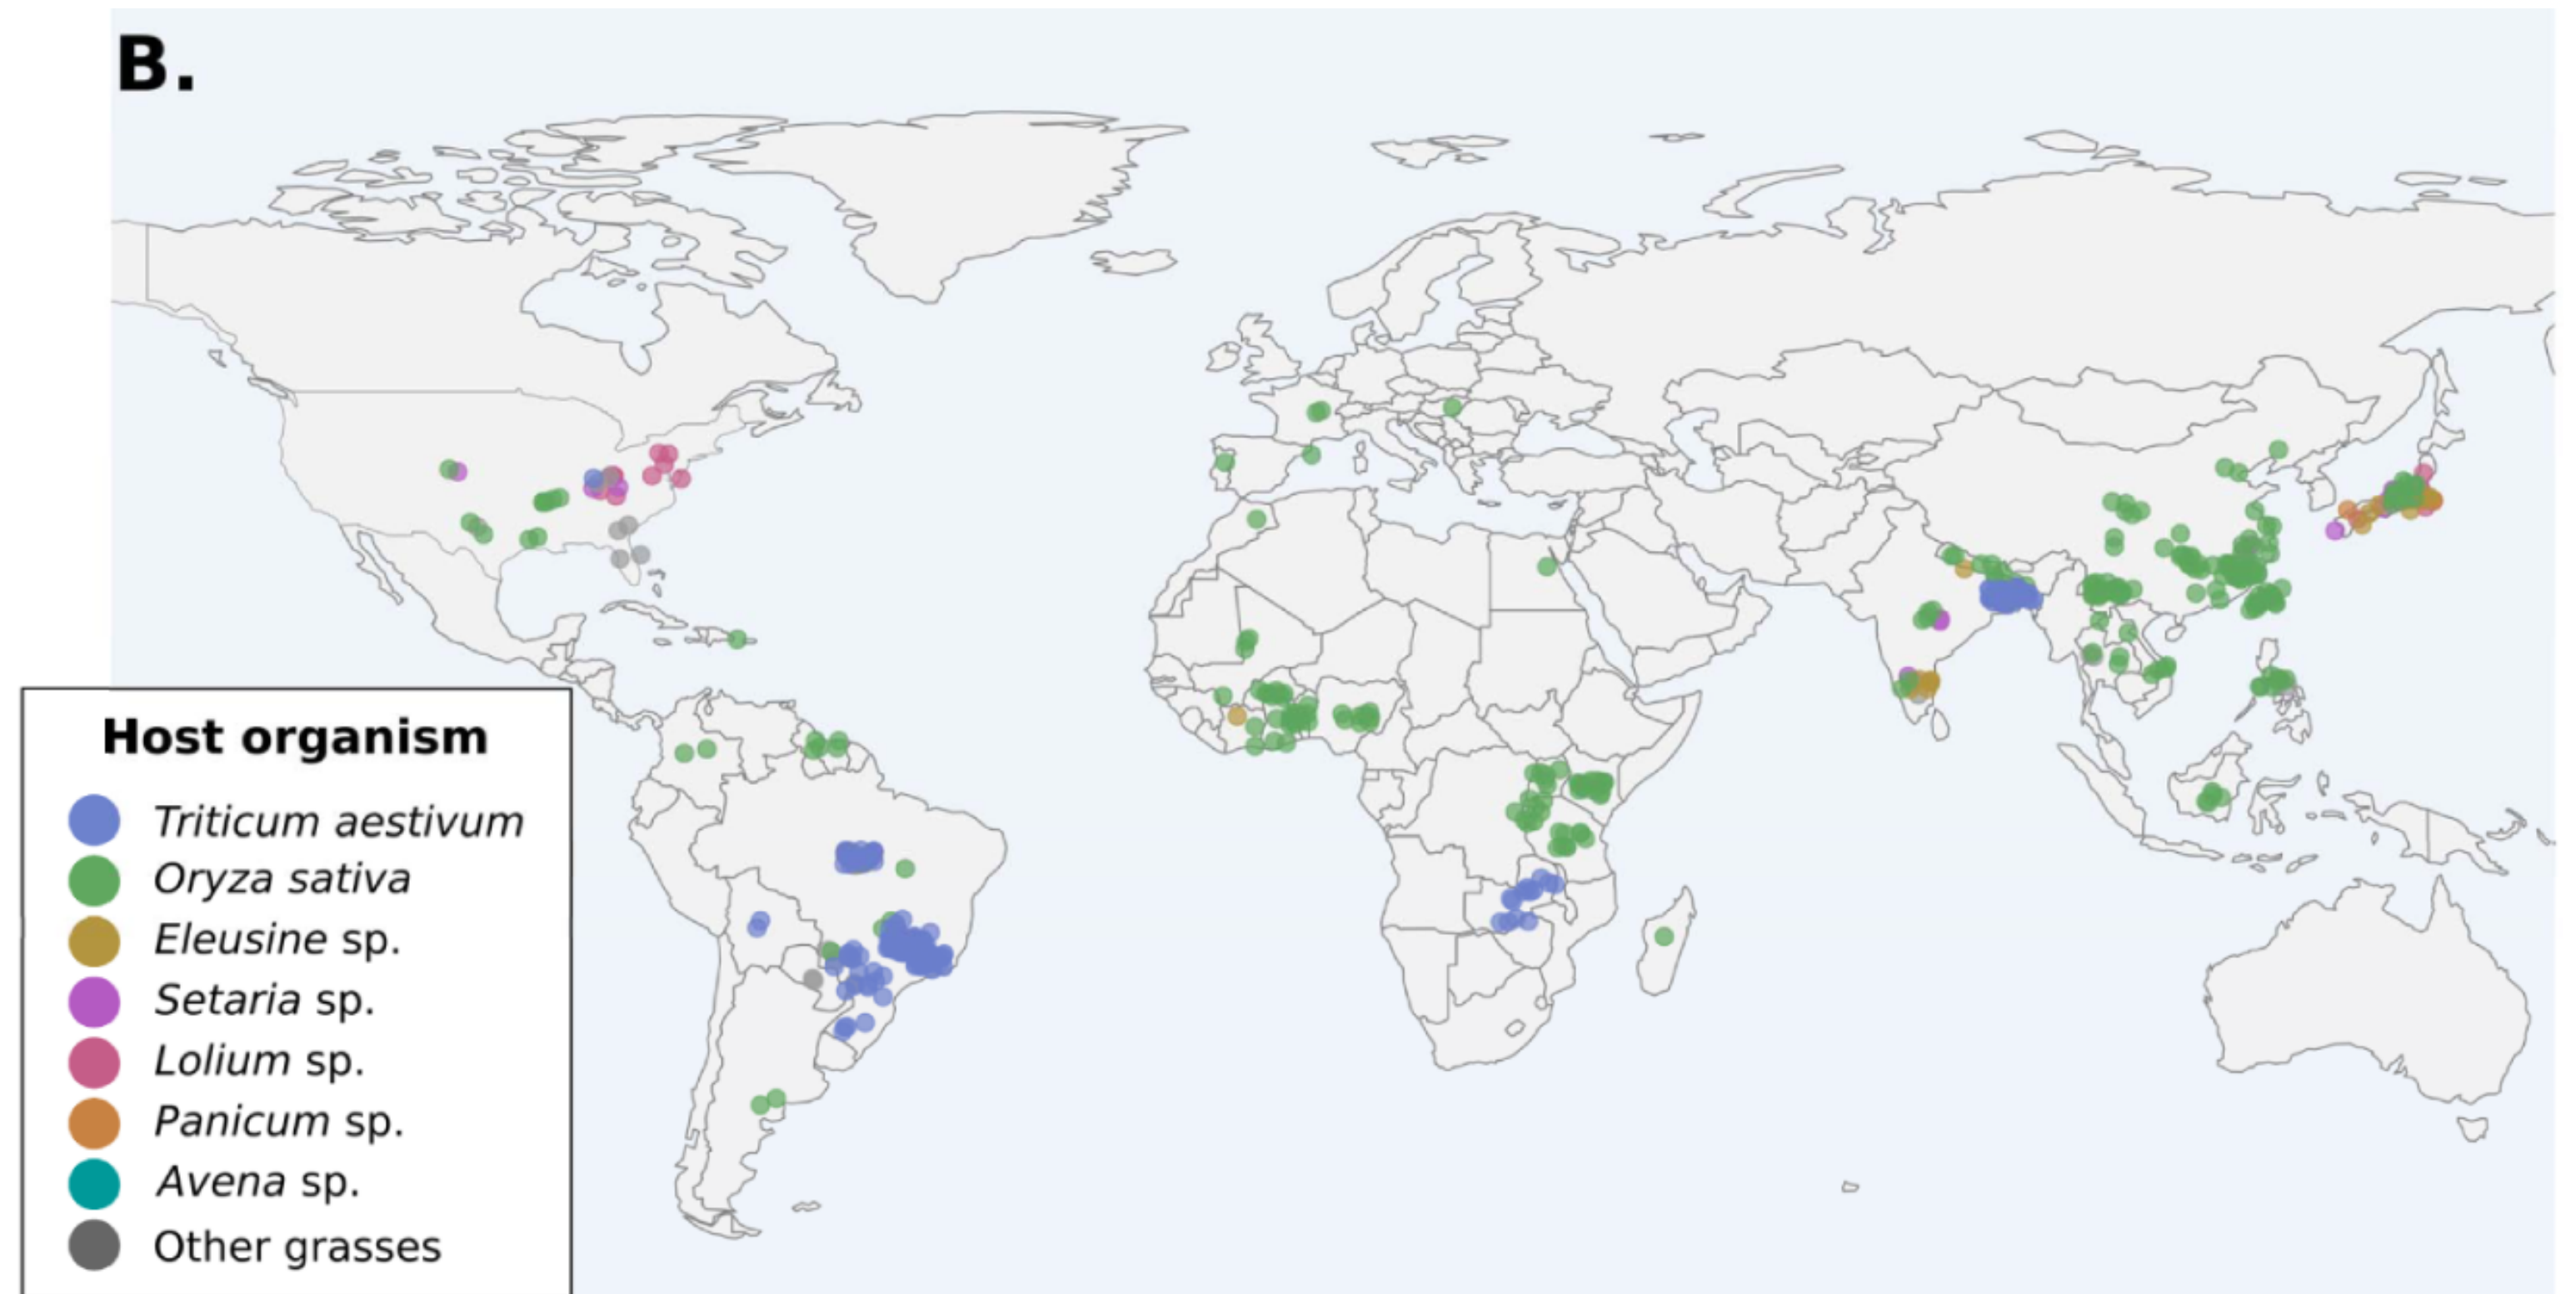 B.
Host organism
Triticum aestivum
Oryza sativa
Eleusine sp.
Setaria sp.
Lolium sp.
Panicum sp.
Avena sp.
Other grasses